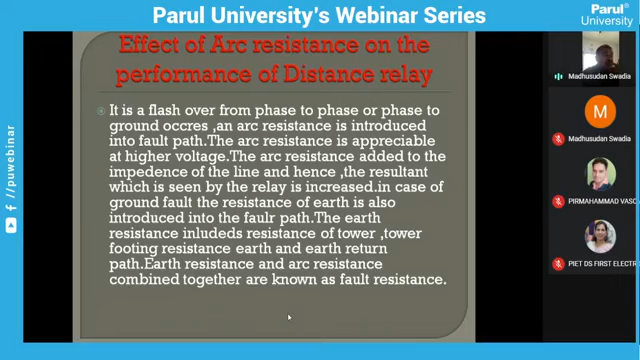 Parul University's Webinar Series
Parul®
University
f //puwebinar
Effect of Arc resistance on the
performance of Distance relay
It is a flash over from phase to phase or phase to
ground occres ,an arc resistance is introduced
into fault path.The arc resistance is appreciable
at higher voltage.The arc resistance added to the
impedence of the line and hence ,the resultant
which is seen by the relay is increased.in case of
ground fault the resistance of earth is also
introduced into the faulr path.The earth
resistance inludeds resistance of tower ,tower
footing resistance earth and earth return
path.Earth resistance and arc resistance
combined together are known as fault resistance.
Madhusudan Swadia
M
Madhusudan Swadia
PIRMAHAMMAD VASC
PIET DS FIRST ELECTR